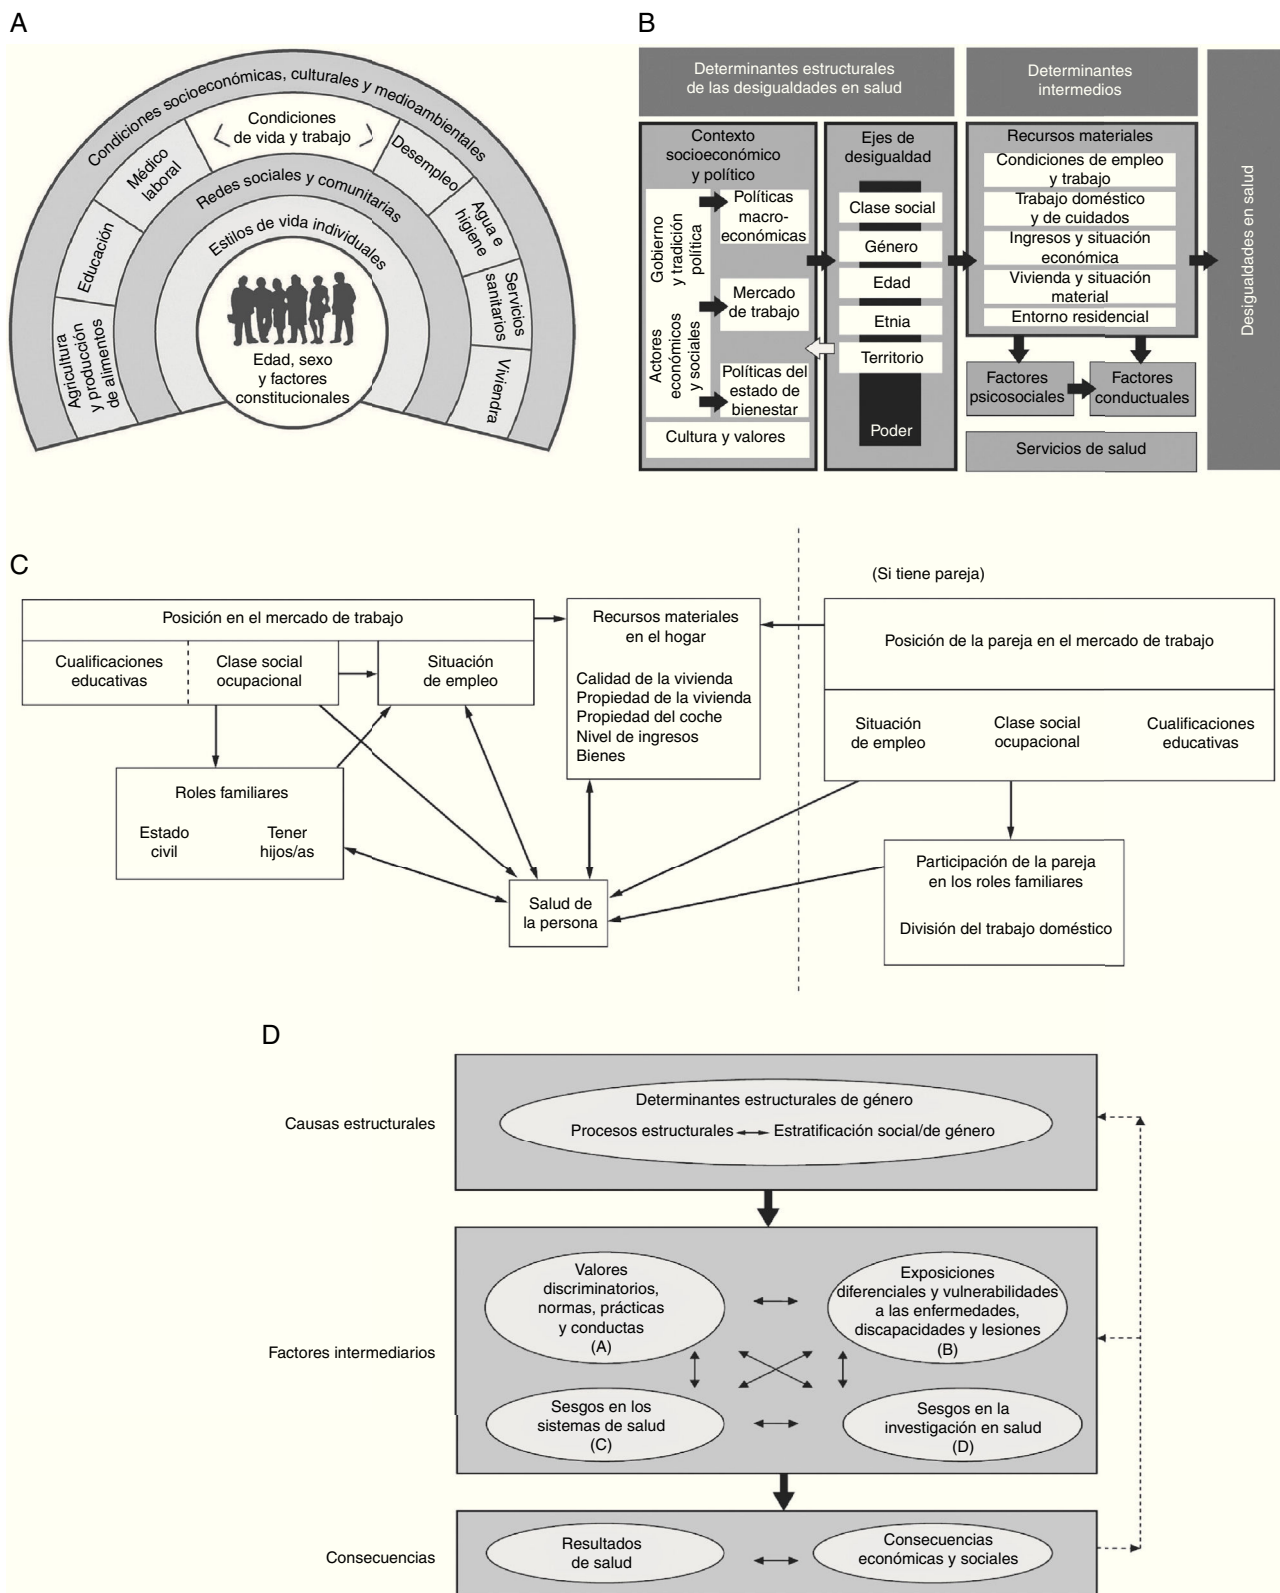 A
Condiciones socioeconómicas, culturales y medioambientales
Condiciones
de vida y trabajo
Médico
laboral
Desempleo
Educación
Agua e
higiene
Agricultura
y producción
de alimentos
Servicios
sanitarios
Viviendra
Redes sociales y comunitarias
Estilos de vida individuales
Edad, sexo
y factores
constitucionales
B
Determinantes estructurales
de las desigualdades en salud
Determinantes
intermedios
Desigualdades en salud
Contexto
socioeconómico
y político
Gobierno
y tradición
política
Actores
económicos
y sociales
Políticas
macro-
económicas
Mercado
de trabajo
Políticas del
estado de
bienestar
Cultura y valores
Ejes de
desigualdad
Clase social
Género
Edad
Etnia
Territorio
Poder
Recursos materiales
Condiciones de empleo
y trabajo
Trabajo doméstico
y de cuidados
Ingresos y situación
económica
Vivienda y situación
material
Entorno residencial
Factores
psicosociales
Factores
conductuales
Servicios de salud
C
(Si tiene pareja)
Posición en el mercado de trabajo
Cualificaciones
educativas
Clase social
ocupacional
Situación
de empleo
Recursos materiales
en el hogar
Calidad de la vivienda
Propiedad de la vivienda
Propiedad del coche
Nivel de ingresos
Bienes
Posición de la pareja en el mercado de trabajo
Situación
de empleo
Clase social
ocupacional
Cualificaciones
educativas
Roles familiares
Estado
civil
Tener
hijos/as
Salud de
la persona
Participación de la pareja
en los roles familiares
División del trabajo doméstico
D
Causas estructurales
Determinantes estructurales de género
Procesos estructurales
Estratificación social/de género
Factores intermediarios
Valores
discriminatorios,
normas, prácticas
y conductas
(A)
Exposiciones
diferenciales y vulnerabilidades
a las enfermedades,
discapacidades y lesiones
(B)
Sesgos en los
sistemas de salud
(C)
Sesgos en la
investigación en salud
(D)
Consecuencias
Resultados
de salud
Consecuencias
económicas y sociales